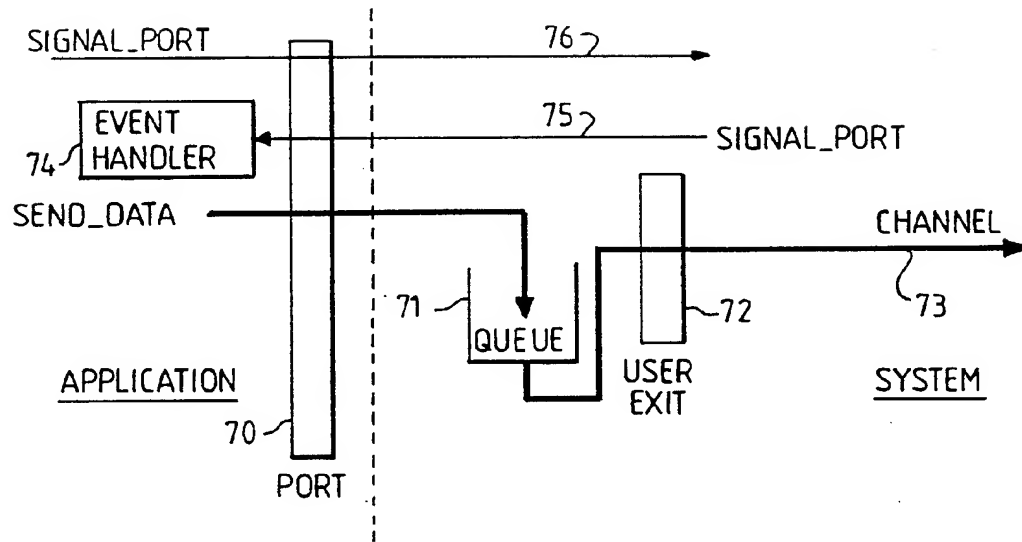 SIGNAL_PORT
76
EVENT
HANDLER
74
75
SIGNAL_PORT
SEND_DATA
CHANNEL
73
71
QUEUE
72
USER
EXIT
APPLICATION
SYSTEM
70
PORT